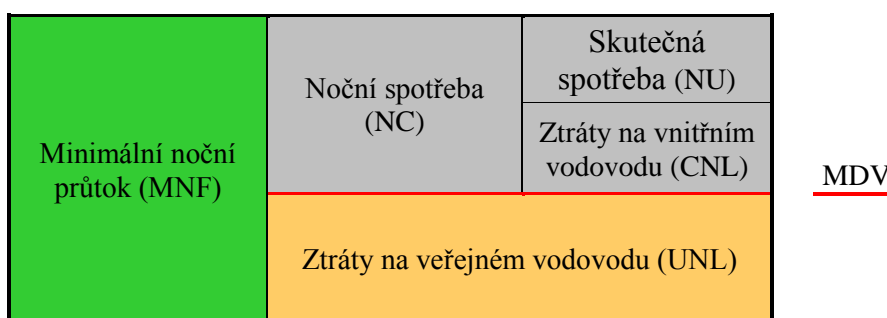 Minimální noční
průtok (MNF)
Noční spotřeba
(NC)
Skutečná
spotřeba (NU)
Ztráty na vnitřním
vodovodu (CNL)
Ztráty na veřejném vodovodu (UNL)
MDV